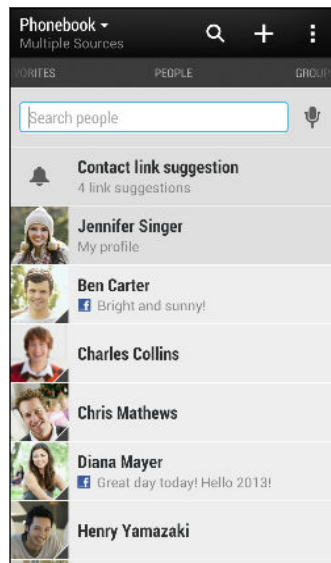 Phonebook
Multiple Sources
ORITES PEOPLE GROUP
Search people
Contact link suggestion
4 link suggestions
Jennifer Singer
My profile
Ben Carter
Bright and sunny!
Charles Collins
Chris Mathews
Diana Mayer
Great day today! Hello 2013!
Henry Yamazaki